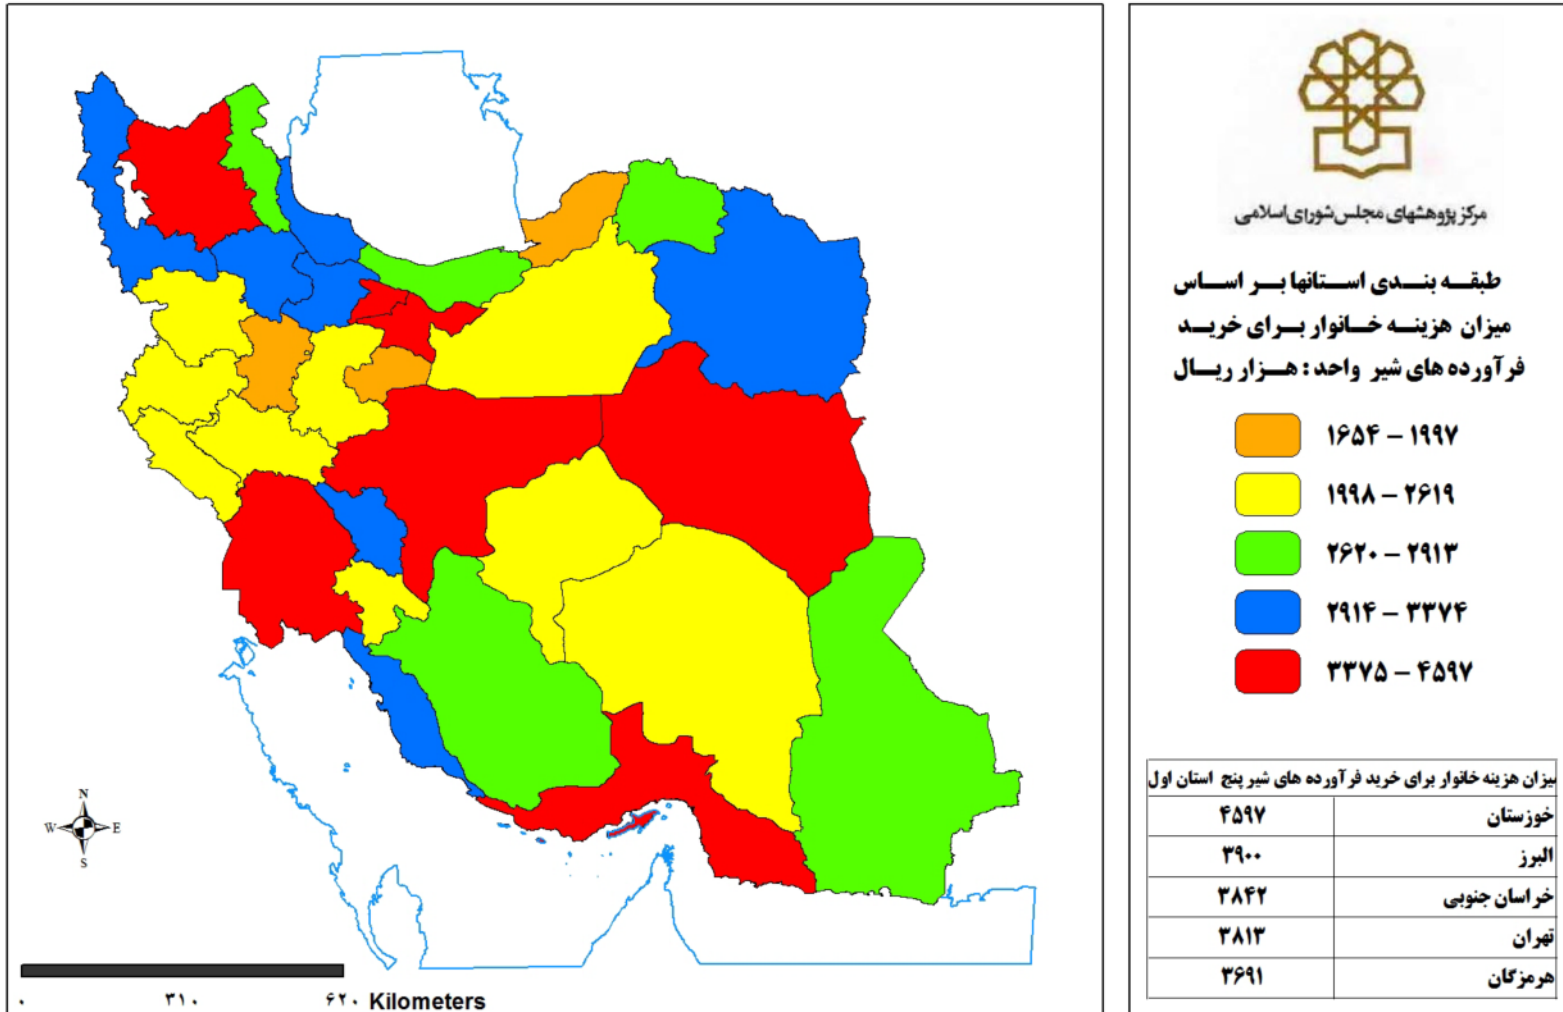 مرکز پژوهشهای مجلس شورای اسلامی
طبقه بندی استانها بر اساس
میزان هزینه خانوار برای خرید
فرآورده های شیر واحد : هزار ریال
۱۶۵۴ – ۱۹۹۷
۱۹۹۸ – ۲۶۱۹
۲۶۲۰ – ۲۹۱۳
۲۹۱۴ – ۳۳۷۴
۳۳۷۵ – ۴۵۹۷
میزان هزینه خانوار برای خرید فرآورده های شیر پنج استان اول
خوزستان ۴۵۹۷
البرز ۳۹۰۰
خراسان جنوبی ۳۸۴۲
تهران ۳۸۱۳
هرمزگان ۳۶۹۱
N
W E
S
۰ ۳۱۰ ۶۲۰ Kilometers